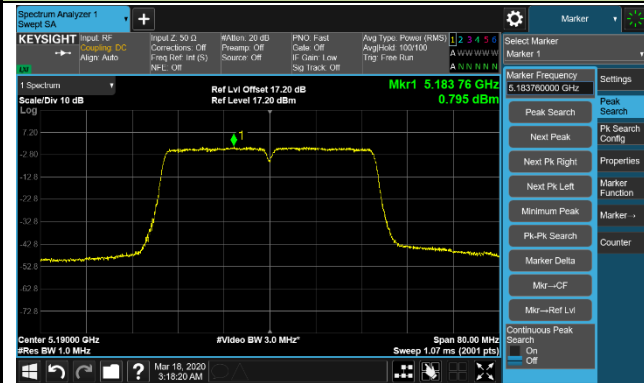 Spectrum Analyzer 1
Swept SA
Marker
KEYSIGHT
Input: RF
Coupling: DC
Align: Auto
Input Z: 50 Ω
Corrections: Off
Freq Ref: Int (S)
NFE: Off
#Atten: 20 dB
Preamp: Off
Source: Off
PNO: Fast
Gate: Off
IF Gain: Low
Sig Track: Off
Avg Type: Power (RMS)
Avg|Hold: 100/100
Trig: Free Run
1 2 3 4 5 6
A W W W W W
A N N N N N
Select Marker
Marker 1
1 Spectrum
Scale/Div 10 dB
Log
Ref Lvl Offset 17.20 dB
Ref Level 17.20 dBm
Mkr1 5.183 76 GHz
0.795 dBm
7.20
-2.80
-12.8
-22.8
-32.8
-42.8
-52.8
-62.8
-72.8
1
Center 5.19000 GHz
#Res BW 1.0 MHz
#Video BW 3.0 MHz*
Span 80.00 MHz
Sweep 1.07 ms (2001 pts)
Marker Frequency
5.183760000 GHz
Peak Search
Next Peak
Next Pk Right
Next Pk Left
Minimum Peak
Pk-Pk Search
Marker Delta
Mkr→CF
Mkr→Ref Lvl
Continuous Peak
Search
On
Off
Settings
Peak
Search
Pk Search
Config
Properties
Marker
Function
Marker→
Counter
Mar 18, 2020
3:18:20 AM